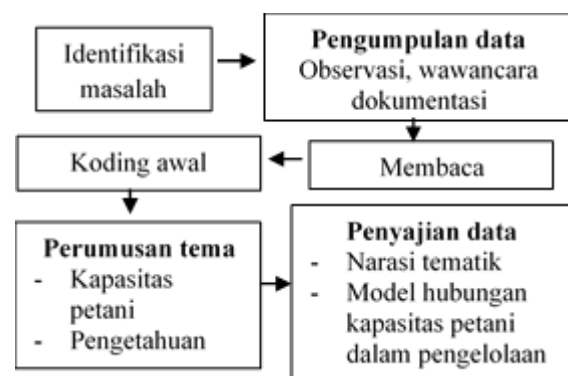 Identifikasi
masalah
Pengumpulan data
Observasi, wawancara
dokumentasi
Membaca
Koding awal
Perumusan tema
- Kapasitas
petani
- Pengetahuan
Penyajian data
- Narasi tematik
- Model hubungan
kapasitas petani
dalam pengelolaan